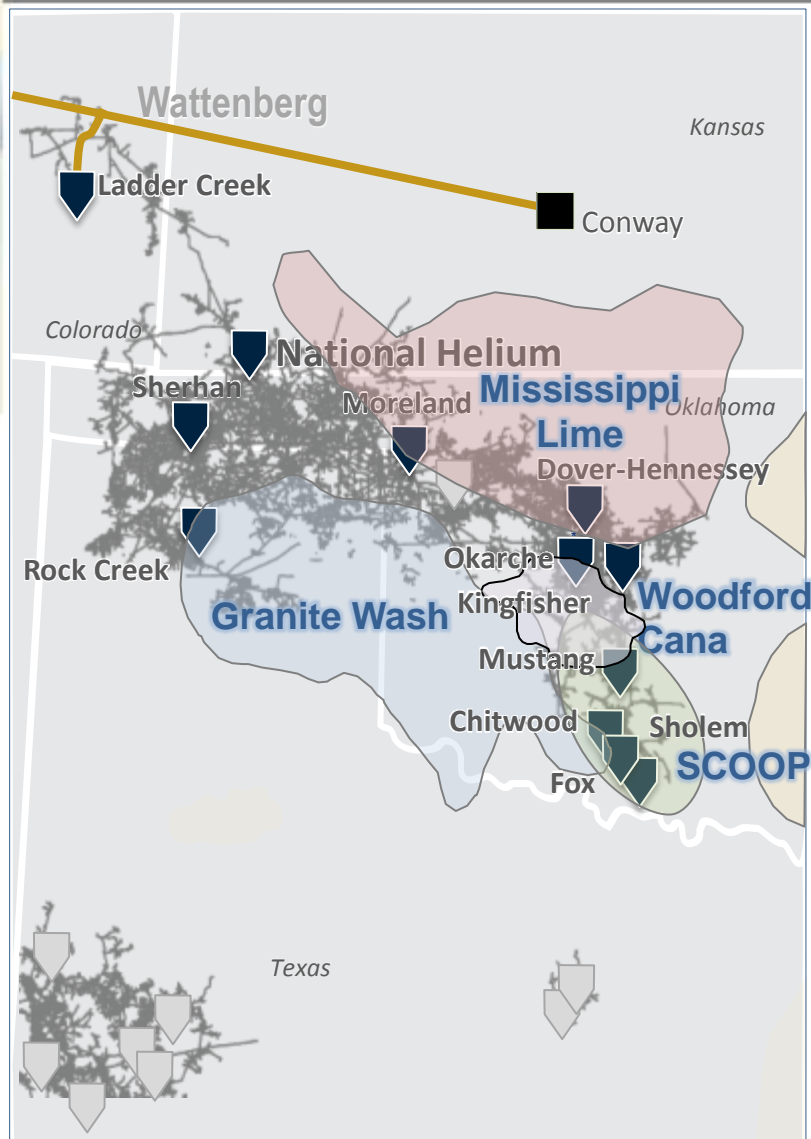 Wattenberg
Kansas
Ladder Creek
Conway
Colorado
National Helium
Sherhan
Moreland
Mississippi
Lime
Oklahoma
Dover-Hennessey
Okarche
Rock Creek
Kingfisher
Woodford
Cana
Granite Wash
Mustang
Chitwood
Sholem
SCOOP
Fox
Texas